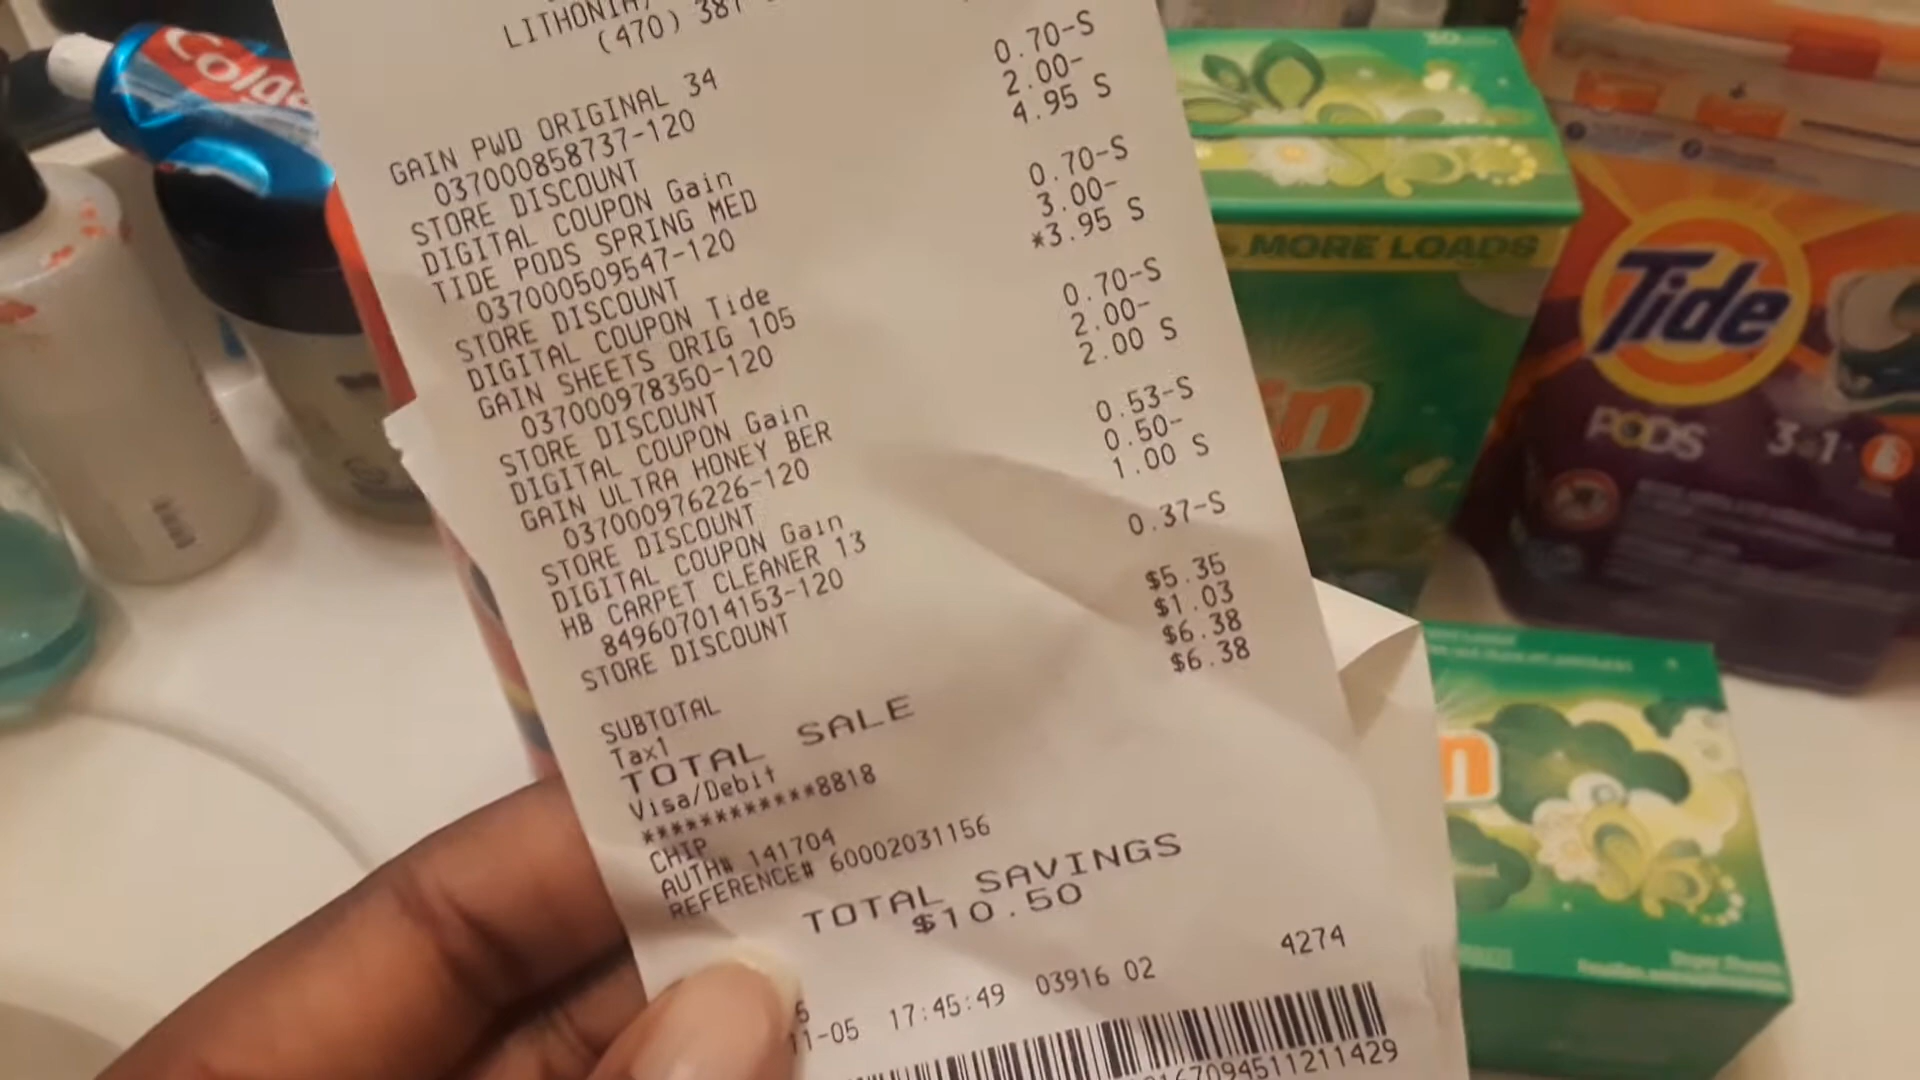 LITHONIA,
(470) 387
GAIN PWD ORIGINAL 34
037000858737-120
STORE DISCOUNT 0.70-S
DIGITAL COUPON Gain 2.00-
TIDE PODS SPRING MED 4.95 S
037000509547-120
STORE DISCOUNT 0.70-S
DIGITAL COUPON Tide 3.00-
GAIN SHEETS ORIG 105 *3.95 S
037000978350-120
STORE DISCOUNT 0.70-S
DIGITAL COUPON Gain 2.00-
GAIN ULTRA HONEY BER 2.00 S
037000976226-120
STORE DISCOUNT 0.53-S
DIGITAL COUPON Gain 0.50-
HB CARPET CLEANER 13 1.00 S
849607014153-120
STORE DISCOUNT 0.37-S
SUBTOTAL $5.35
Tax1 $1.03
TOTAL SALE $6.38
Visa/Debit $6.38
************8818
CHIP
AUTH# 141704
REFERENCE# 60002031156
TOTAL SAVINGS
$10.50
11-05 17:45:49 03916 02 4274
Colga
MORE LOADS
in
Tide
PODS
3 in 1
n